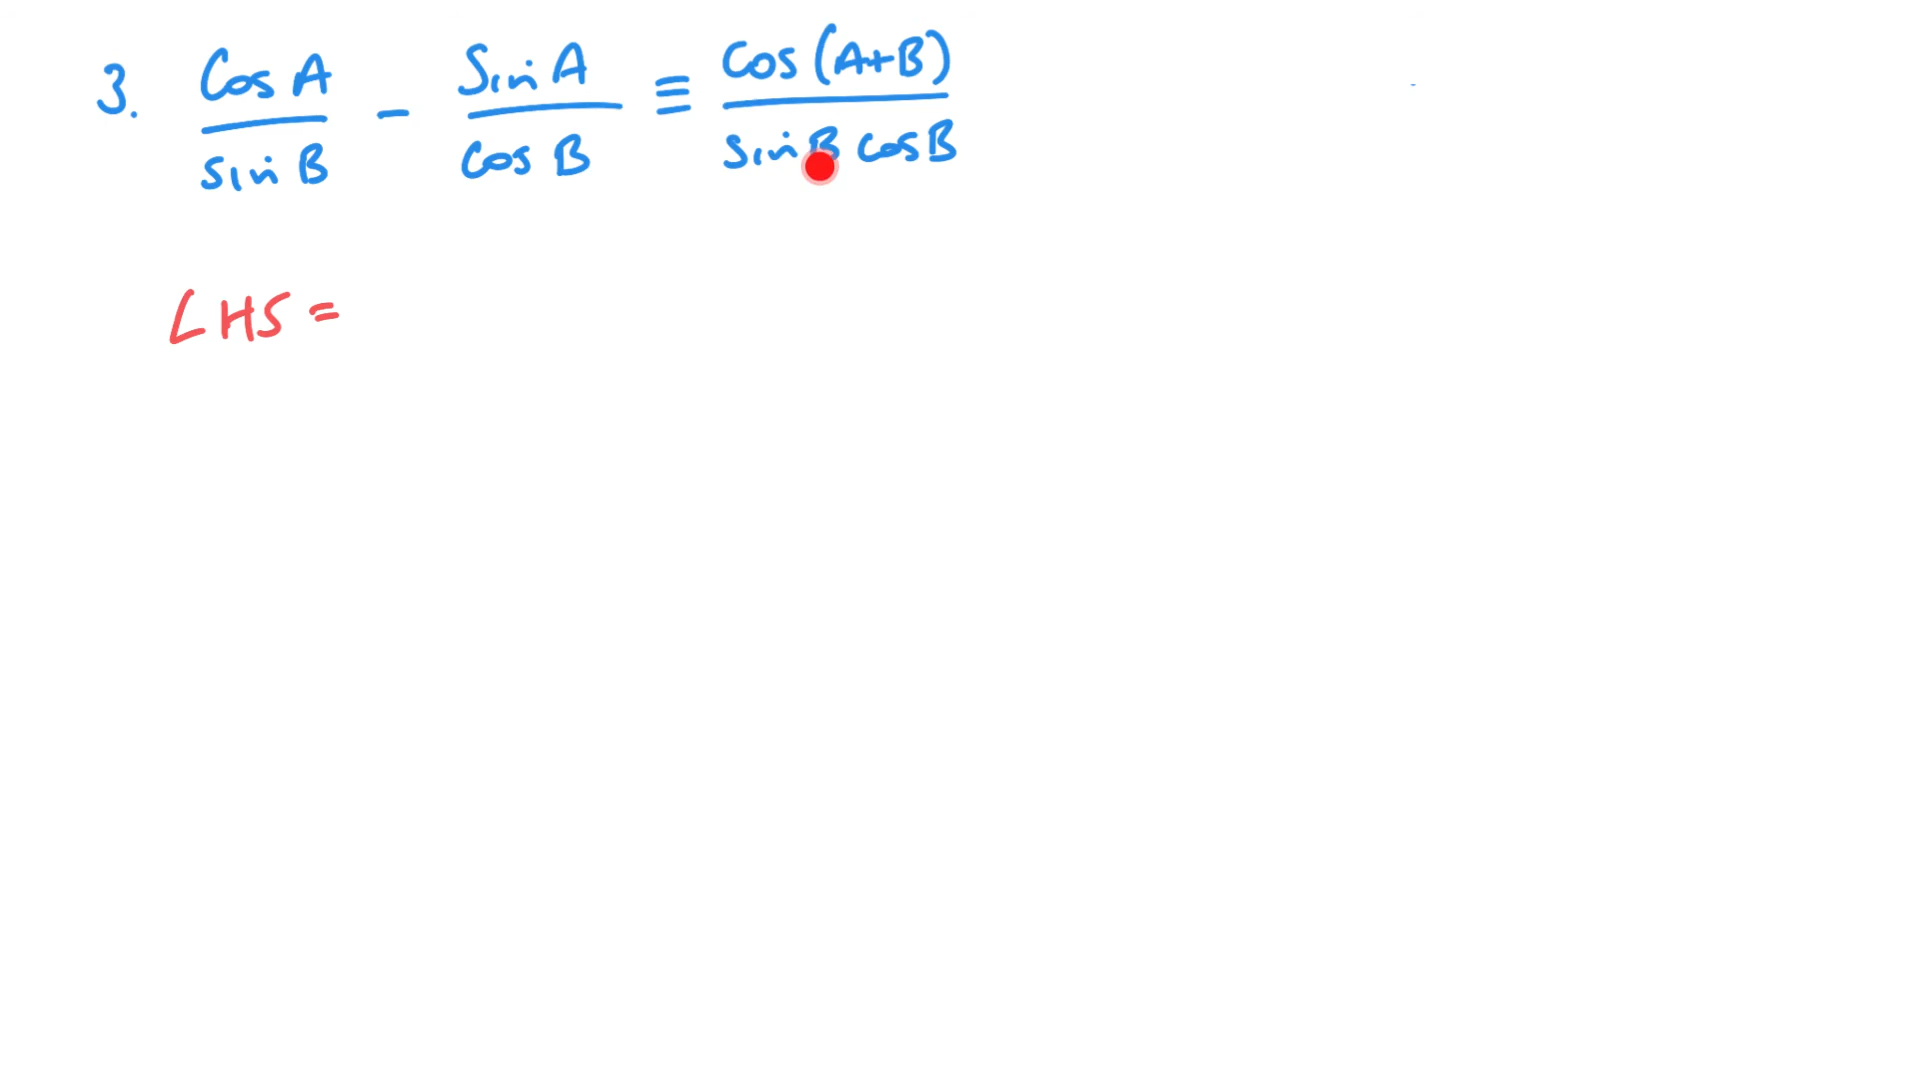 3. Cos A / sin B - Sin A / cos B ≡ cos (A+B) / sin B cos B
LHS =